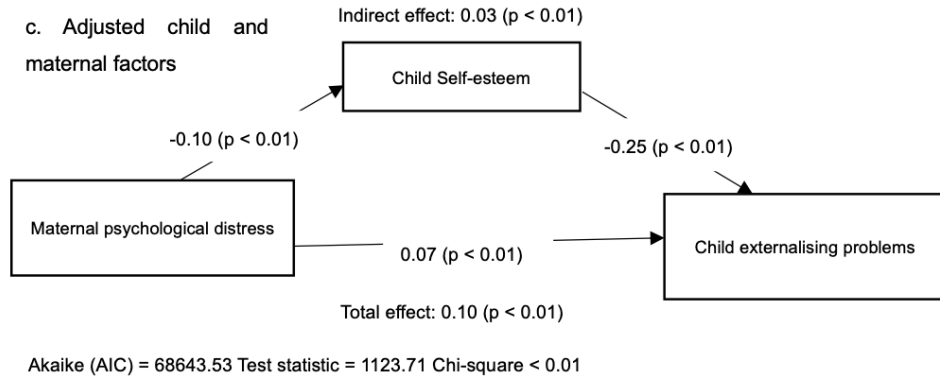 c. Adjusted child and
maternal factors
Indirect effect: 0.03 (p < 0.01)
Child Self-esteem
-0.10 (p < 0.01)
-0.25 (p < 0.01)
Maternal psychological distress
Child externalising problems
0.07 (p < 0.01)
Total effect: 0.10 (p < 0.01)
Akaike (AIC) = 68643.53 Test statistic = 1123.71 Chi-square < 0.01